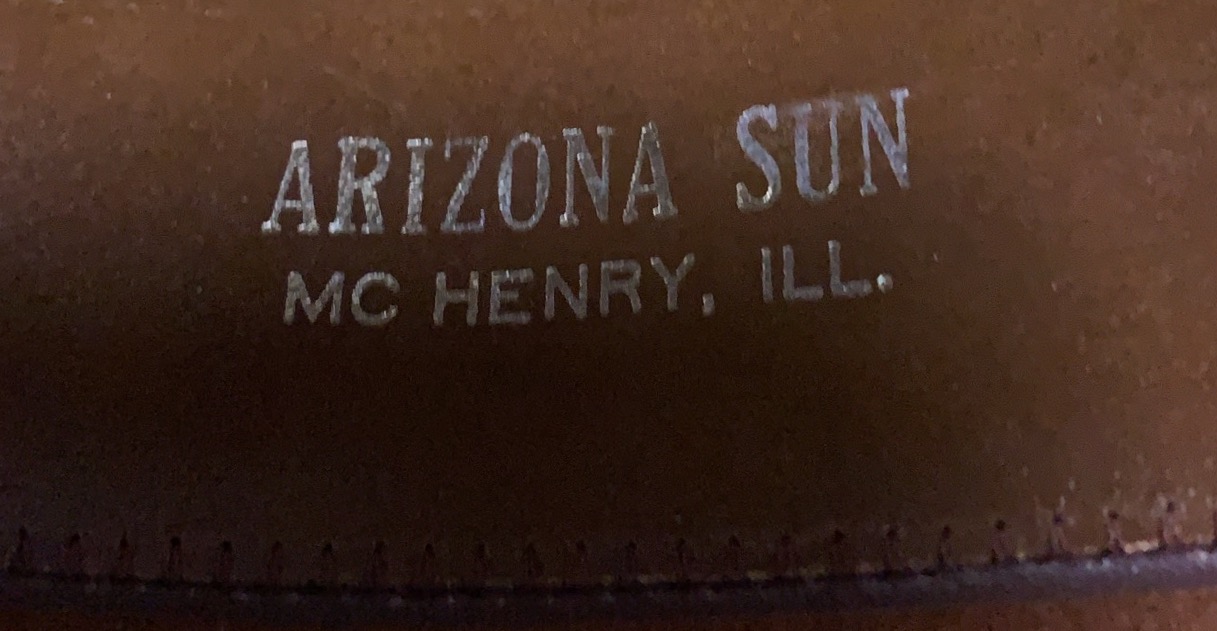 ARIZONA SUN
MC HENRY, ILL.